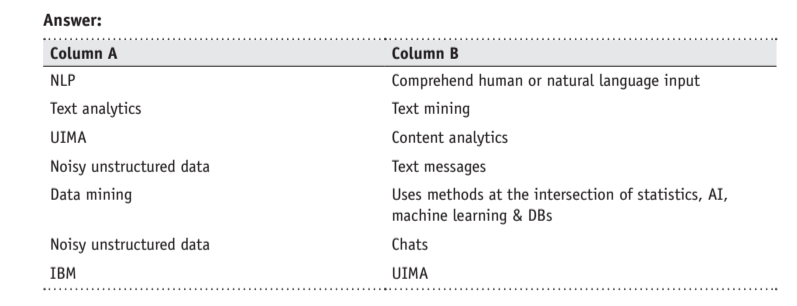 Answer:
Column A Column B
NLP Comprehend human or natural language input
Text analytics Text mining
UIMA Content analytics
Noisy unstructured data Text messages
Data mining Uses methods at the intersection of statistics, AI,
machine learning & DBs
Noisy unstructured data Chats
IBM UIMA